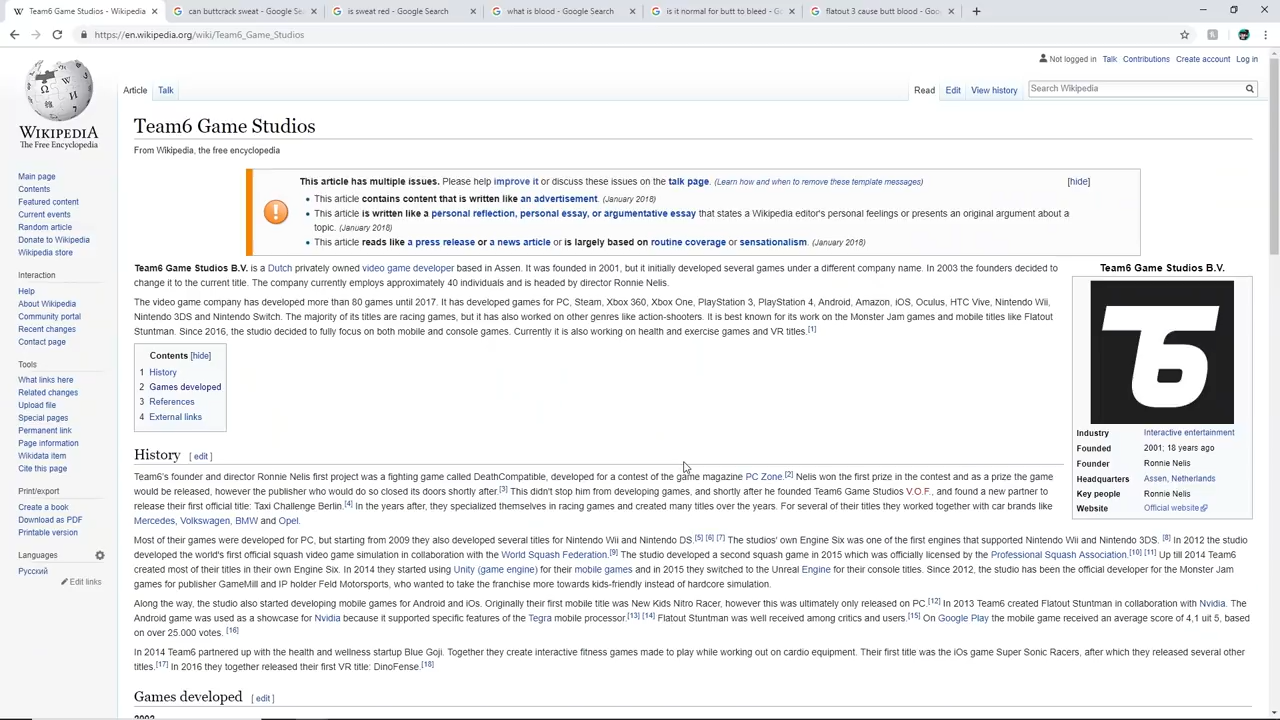 Team6 Game Studios - Wikipedia
can buttcrack sweat - Google Sea
is sweat red - Google Search
what is blood - Google Search
is it normal for butt to bleed - Go
flatout 3 cause butt blood - Goo
https://en.wikipedia.org/wiki/Team6_Game_Studios
Not logged in Talk Contributions Create account Log in
Article Talk
Read Edit View history
Search Wikipedia
WIKIPEDIA
The Free Encyclopedia
Main page
Contents
Featured content
Current events
Random article
Donate to Wikipedia
Wikipedia store
Interaction
Help
About Wikipedia
Community portal
Recent changes
Contact page
Tools
What links here
Related changes
Upload file
Special pages
Permanent link
Page information
Wikidata item
Cite this page
Print/export
Create a book
Download as PDF
Printable version
Languages
Русский
Edit links
Team6 Game Studios
From Wikipedia, the free encyclopedia
This article has multiple issues. Please help improve it or discuss these issues on the talk page. (Learn how and when to remove these template messages)
[hide]
• This article contains content that is written like an advertisement. (January 2018)
• This article is written like a personal reflection, personal essay, or argumentative essay that states a Wikipedia editor's personal feelings or presents an original argument about a
topic. (January 2018)
• This article reads like a press release or a news article or is largely based on routine coverage or sensationalism. (January 2018)
Team6 Game Studios B.V. is a Dutch privately owned video game developer based in Assen. It was founded in 2001, but it initially developed several games under a different company name. In 2003 the founders decided to
change it to the current title. The company currently employs approximately 40 individuals and is headed by director Ronnie Nelis.
The video game company has developed more than 80 games until 2017. It has developed games for PC, Steam, Xbox 360, Xbox One, PlayStation 3, PlayStation 4, Android, Amazon, iOS, Oculus, HTC Vive, Nintendo Wii,
Nintendo 3DS and Nintendo Switch. The majority of its titles are racing games, but it has also worked on other genres like action-shooters. It is best known for its work on the Monster Jam games and mobile titles like Flatout
Stuntman. Since 2016, the studio decided to fully focus on both mobile and console games. Currently it is also working on health and exercise games and VR titles.[1]
Contents [hide]
1 History
2 Games developed
3 References
4 External links
Team6 Game Studios B.V.
T6
Industry Interactive entertainment
Founded 2001; 18 years ago
Founder Ronnie Nelis
Headquarters Assen, Netherlands
Key people Ronnie Nelis
Website Official website
History [ edit ]
Team6's founder and director Ronnie Nelis first project was a fighting game called DeathCompatible, developed for a contest of the game magazine PC Zone.[2] Nelis won the first prize in the contest and as a prize the game
would be released, however the publisher who would do so closed its doors shortly after.[3] This didn't stop him from developing games, and shortly after he founded Team6 Game Studios V.O.F., and found a new partner to
release their first official title: Taxi Challenge Berlin.[4] In the years after, they specialized themselves in racing games and created many titles over the years. For several of their titles they worked together with car brands like
Mercedes, Volkswagen, BMW and Opel.
Most of their games were developed for PC, but starting from 2009 they also developed several titles for Nintendo Wii and Nintendo DS.[5] [6] [7] The studios' own Engine Six was one of the first engines that supported Nintendo Wii and Nintendo 3DS. [8] In 2012 the studio
developed the world's first official squash video game simulation in collaboration with the World Squash Federation.[9] The studio developed a second squash game in 2015 which was officially licensed by the Professional Squash Association.[10] [11] Up till 2014 Team6
created most of their titles in their own Engine Six. In 2014 they started using Unity (game engine) for their mobile games and in 2015 they switched to the Unreal Engine for their console titles. Since 2012, the studio has been the official developer for the Monster Jam
games for publisher GameMill and IP holder Feld Motorsports, who wanted to take the franchise more towards kids-friendly instead of hardcore simulation.
Along the way, the studio also started developing mobile games for Android and iOs. Originally their first mobile title was New Kids Nitro Racer, however this was ultimately only released on PC.[12] In 2013 Team6 created Flatout Stuntman in collaboration with Nvidia. The
Android game was used as a showcase for Nvidia because it supported specific features of the Tegra mobile processor.[13] [14] Flatout Stuntman was well received among critics and users.[15] On Google Play the mobile game received an average score of 4,1 uit 5, based
on over 25.000 votes. [16]
In 2014 Team6 partnered up with the health and wellness startup Blue Goji. Together they create interactive fitness games made to play while working out on cardio equipment. Their first title was the iOs game Super Sonic Racers, after which they released several other
titles.[17] In 2016 they together released their first VR title: DinoFense.[18]
Games developed [ edit ]
2002